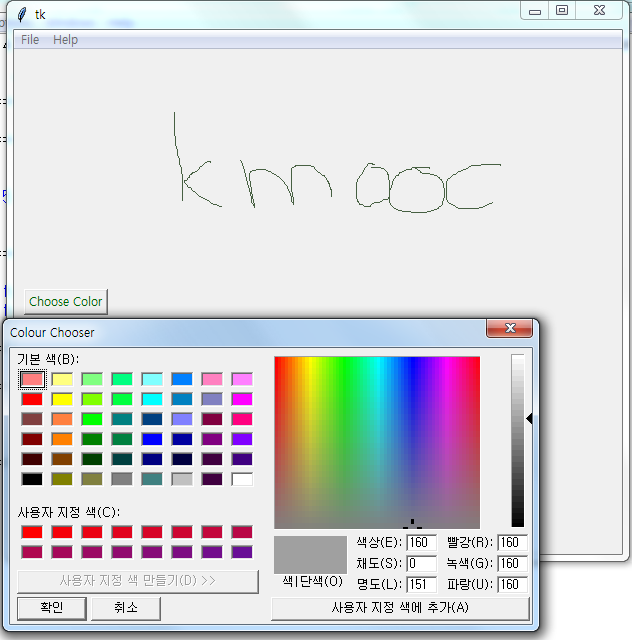 tk
File Help
kmooc
Choose Color
Colour Chooser
기본 색(B):
사용자 지정 색(C):
사용자 지정 색 만들기(D) >>
확인 취소
색|단색(O)
색상(E): 160 빨강(R): 160
채도(S): 0 녹색(G): 160
명도(L): 151 파랑(U): 160
사용자 지정 색에 추가(A)